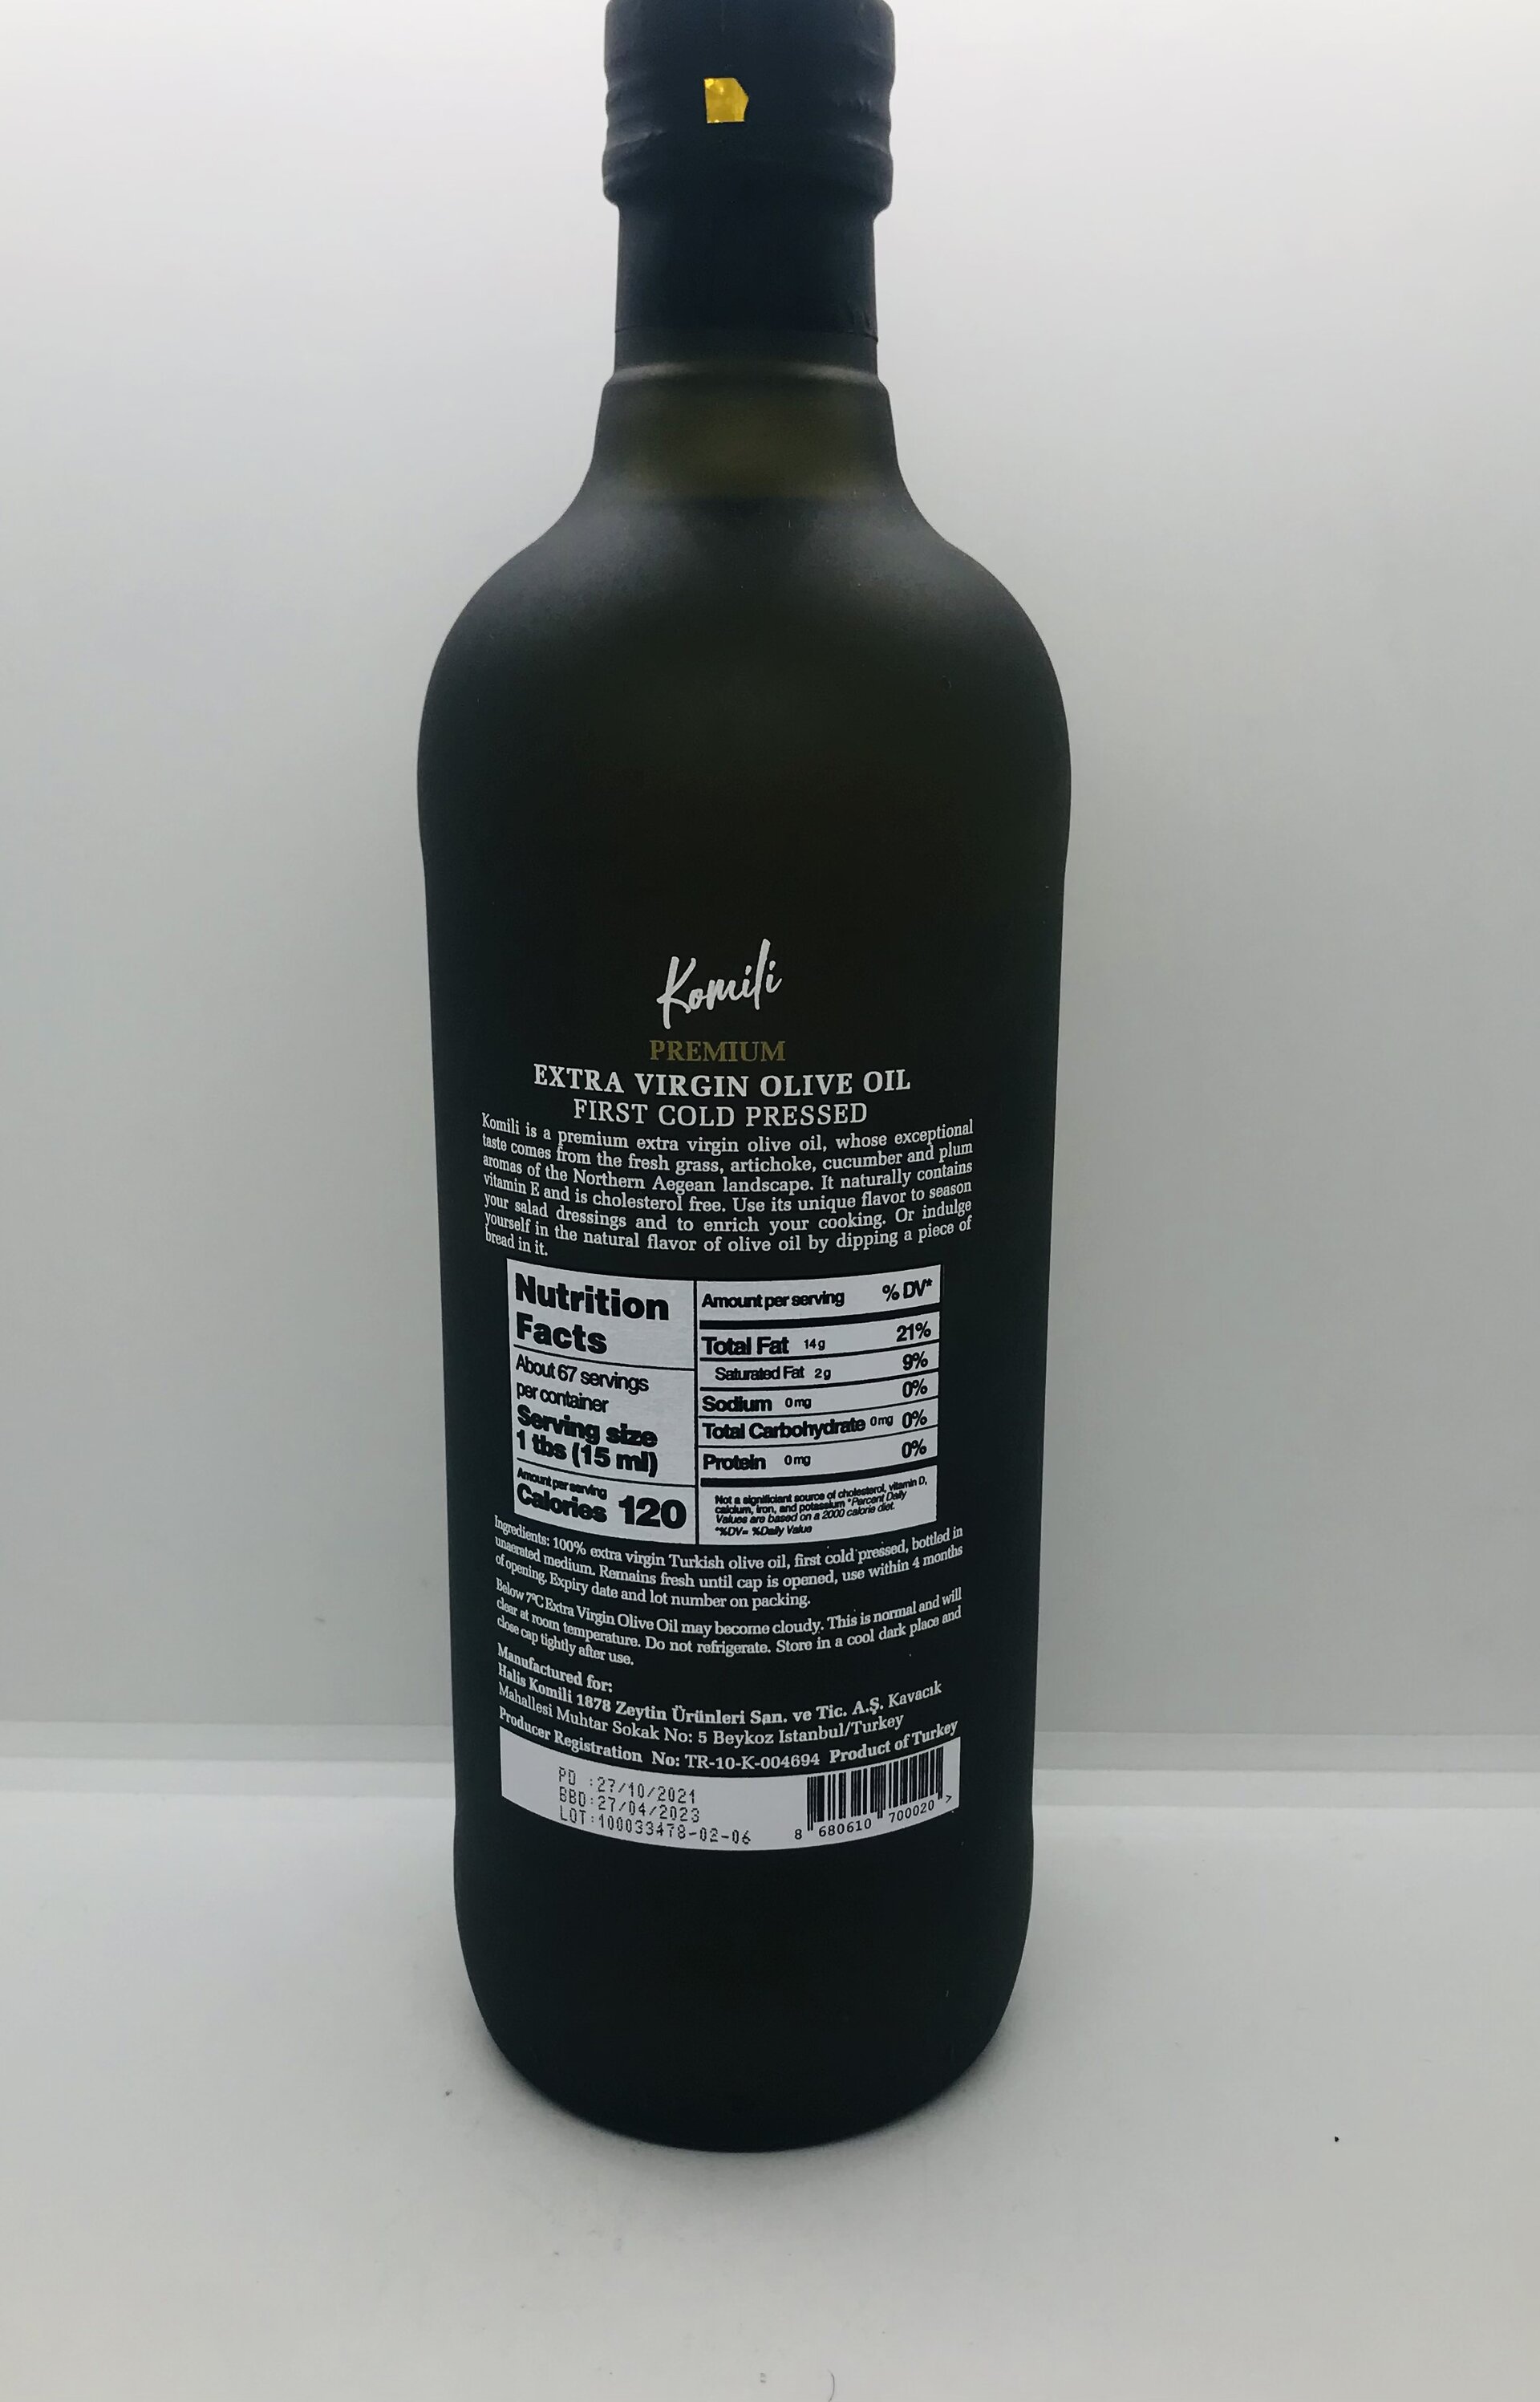 Komili
PREMIUM
EXTRA VIRGIN OLIVE OIL
FIRST COLD PRESSED
Komili is a premium extra virgin olive oil, whose exceptional
taste comes from the fresh grass, artichoke, cucumber and plum
aromas of the Northern Aegean landscape. It naturally contains
vitamin E and is cholesterol free. Use its unique flavor to season
your salad dressings and to enrich your cooking. Or indulge
yourself in the natural flavor of olive oil by dipping a piece of
bread in it.
Nutrition
Facts
About 67 servings
per container
Serving size
1 tbs (15 ml)
Amount per serving
Calories 120
Amount per serving % DV*
Total Fat 14g 21%
Saturated Fat 2g 9%
Sodium 0mg 0%
Total Carbohydrate 0mg 0%
Protein 0mg 0%
Not a significiant source of cholesterol, vitamin D,
calcium, iron, and potassium *Percent Daily
Values are based on a 2000 calorie diet.
*%DV= %Daily Value
Ingredients: 100% extra virgin Turkish olive oil, first cold pressed, bottled in
unaerated medium. Remains fresh until cap is opened, use within 4 months
of opening. Expiry date and lot number on packing.
Below 7°C Extra Virgin Olive Oil may become cloudy. This is normal and will
clear at room temperature. Do not refrigerate. Store in a cool dark place and
close cap tightly after use.
Manufactured for:
Halis Komili 1878 Zeytin Ürünleri San. ve Tic. A.Ş. Kavacık
Mahallesi Muhtar Sokak No: 5 Beykoz Istanbul/Turkey
Producer Registration No: TR-10-K-004694 Product of Turkey
PD :27/10/2021
BBD:27/04/2023
LOT:100033478-02-06
8 680610 700020 >